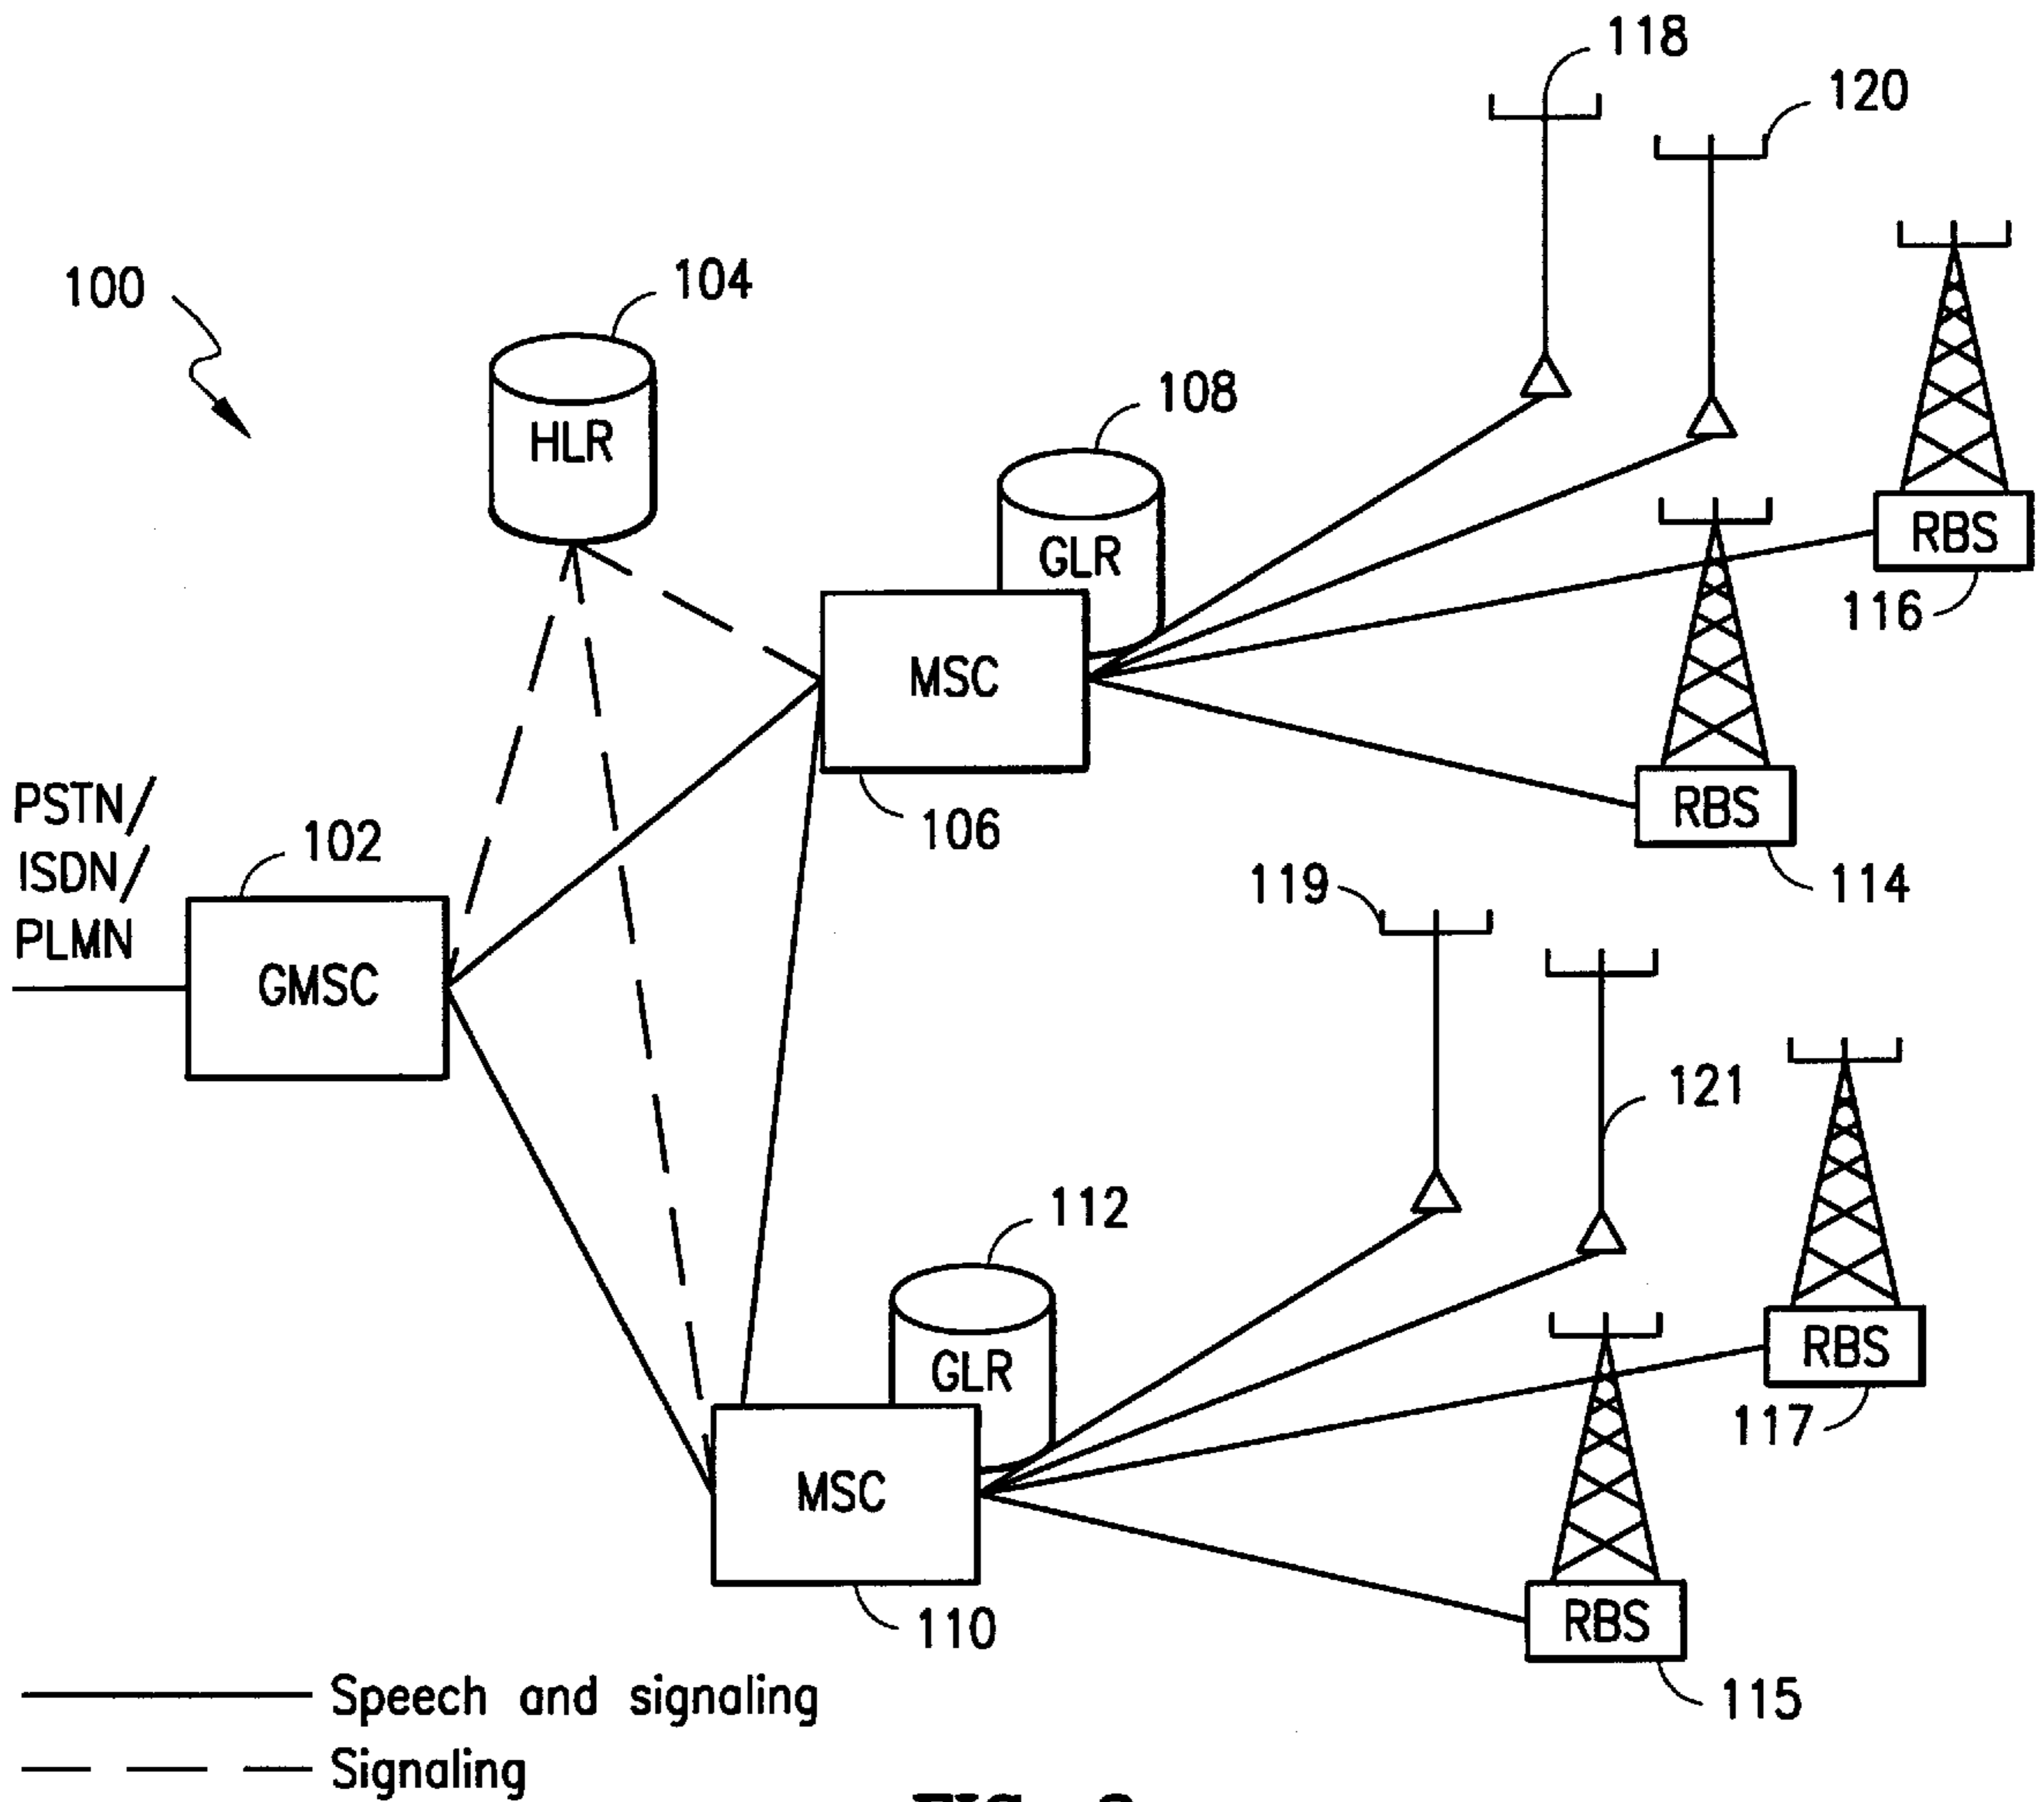 118
120
100
104
HLR
108
GLR
RBS
116
MSC
106
RBS
114
PSTN/
ISDN/
PLMN
102
GMSC
119
121
112
GLR
RBS
117
MSC
110
RBS
115
Speech and signaling
Signaling